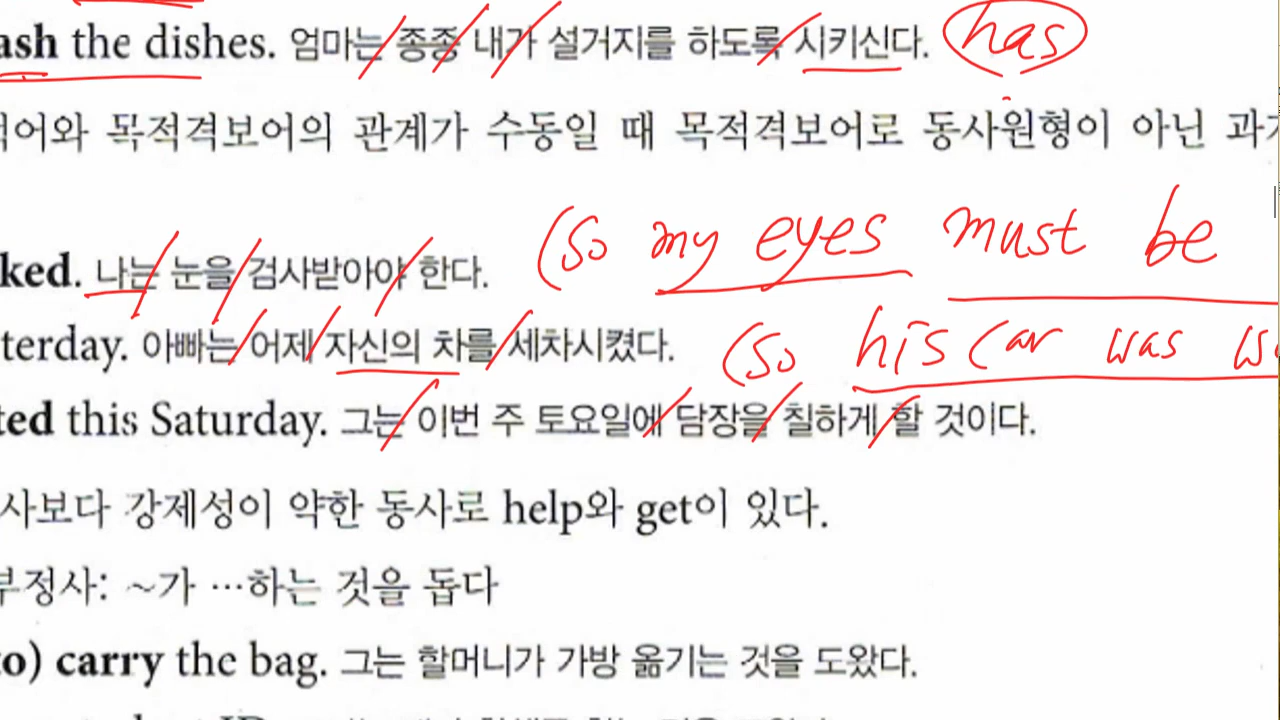 ash the dishes. 엄마는 종종 내가 설거지를 하도록 시키신다. has
적어와 목적격보어의 관계가 수동일 때 목적격보어로 동사원형이 아닌 과거
ked. 나는 눈을 검사받아야 한다. (so my eyes must be
terday. 아빠는 어제 자신의 차를 세차시켰다. (so his car was
ted this Saturday. 그는 이번 주 토요일에 담장을 칠하게 할 것이다.
사보다 강제성이 약한 동사로 help와 get이 있다.
부정사: ~가 …하는 것을 돕다
to) carry the bag. 그는 할머니가 가방 옮기는 것을 도왔다.